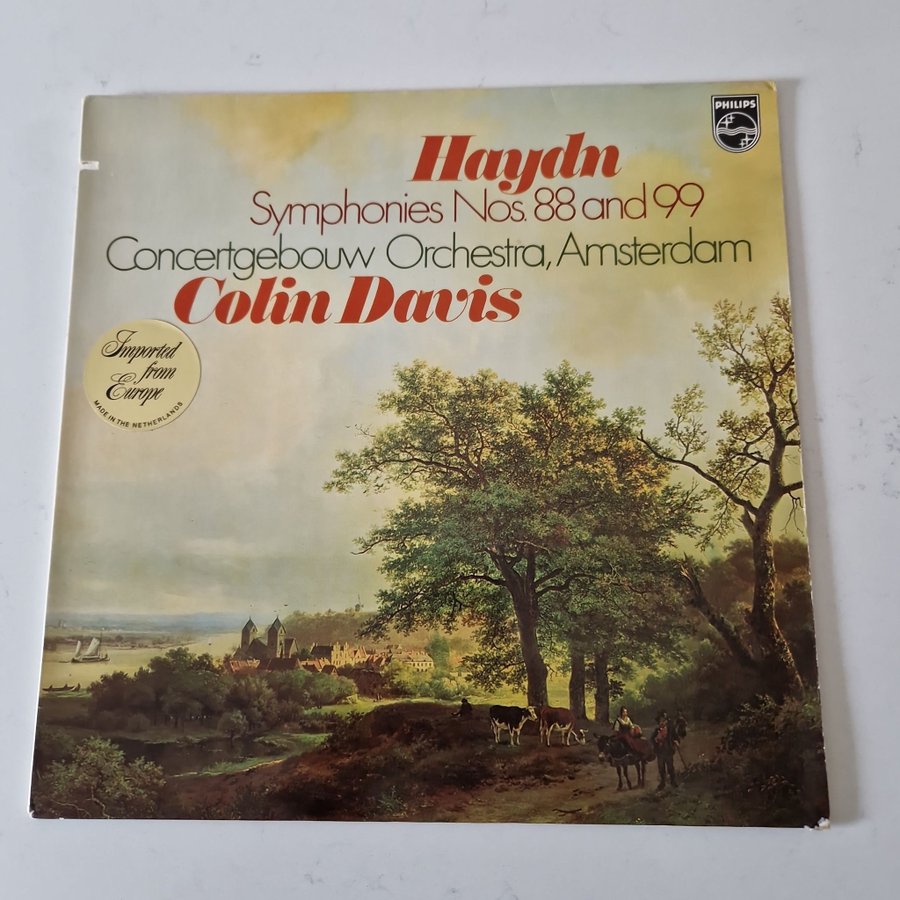 PHILIPS
Haydn
Symphonies Nos. 88 and 99
Concertgebouw Orchestra, Amsterdam
Colin Davis
Imported
from
Europe
MADE IN THE NETHERLANDS